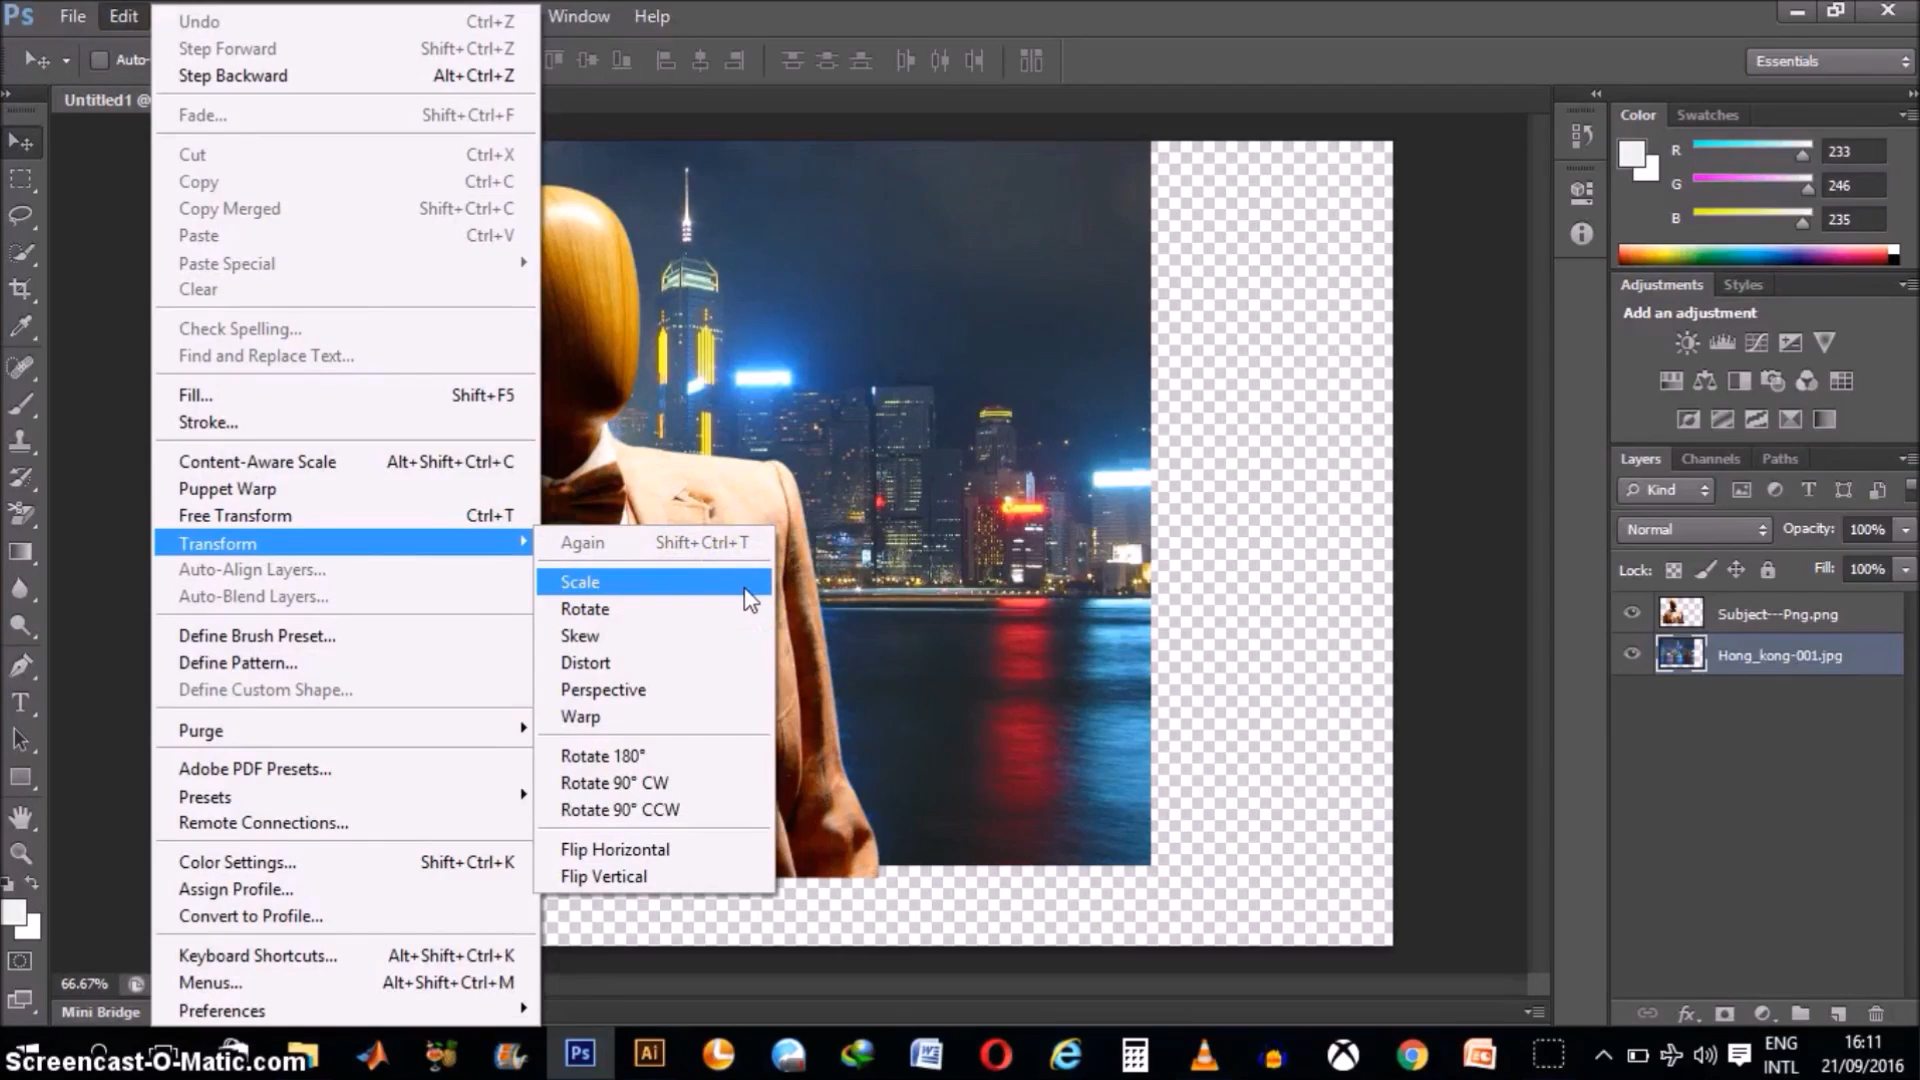 Ps File Edit Window Help
Auto-
Essentials
Untitled1 @
Undo Ctrl+Z
Step Forward Shift+Ctrl+Z
Step Backward Alt+Ctrl+Z
Fade... Shift+Ctrl+F
Cut Ctrl+X
Copy Ctrl+C
Copy Merged Shift+Ctrl+C
Paste Ctrl+V
Paste Special
Clear
Check Spelling...
Find and Replace Text...
Fill... Shift+F5
Stroke...
Content-Aware Scale Alt+Shift+Ctrl+C
Puppet Warp
Free Transform Ctrl+T
Transform
Auto-Align Layers...
Auto-Blend Layers...
Define Brush Preset...
Define Pattern...
Define Custom Shape...
Purge
Adobe PDF Presets...
Presets
Remote Connections...
Color Settings... Shift+Ctrl+K
Assign Profile...
Convert to Profile...
Keyboard Shortcuts... Alt+Shift+Ctrl+K
Menus... Alt+Shift+Ctrl+M
Preferences
Again Shift+Ctrl+T
Scale
Rotate
Skew
Distort
Perspective
Warp
Rotate 180°
Rotate 90° CW
Rotate 90° CCW
Flip Horizontal
Flip Vertical
Color Swatches
R 233
G 246
B 235
Adjustments Styles
Add an adjustment
Layers Channels Paths
Kind
Normal Opacity: 100%
Lock: Fill: 100%
Subject---Png.png
Hong_kong-001.jpg
fx
66.67%
Mini Bridge
Screencast-O-Matic.com
Ps Ai
ENG 16:11
INTL 21/09/2016